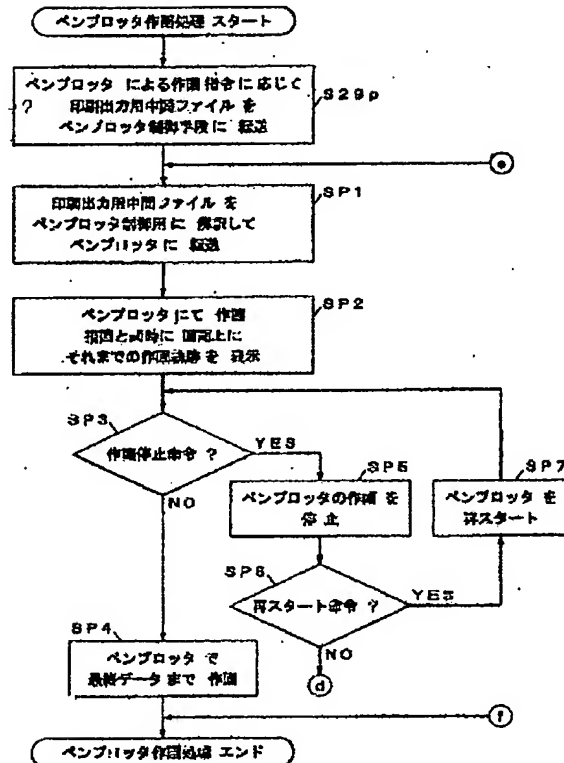 ペンプロッタ作図処理 スタート
ペンプロッタ による作図指令に応じて
? 印刷出力用中間ファイル を
ペンプロッタ制御手段に 転送
S29p
e
印刷出力用中間ファイル を
ペンプロッタ制御用に 解釈して
ペンプロッタに 転送
SP1
ペンプロッタにて 作図
描画と同時に 画面上に
それまでの作図軌跡 を 表示
SP2
SP3
作図停止命令 ?
YES
NO
SP5
ペンプロッタの作図 を
停 止
SP7
ペンプロッタ を
再スタート
SP6
再スタート命令 ?
YES
NO
d
SP4
ペンプロッタ で
最終データ まで 作図
f
ペンプロッタ作図処理 エンド